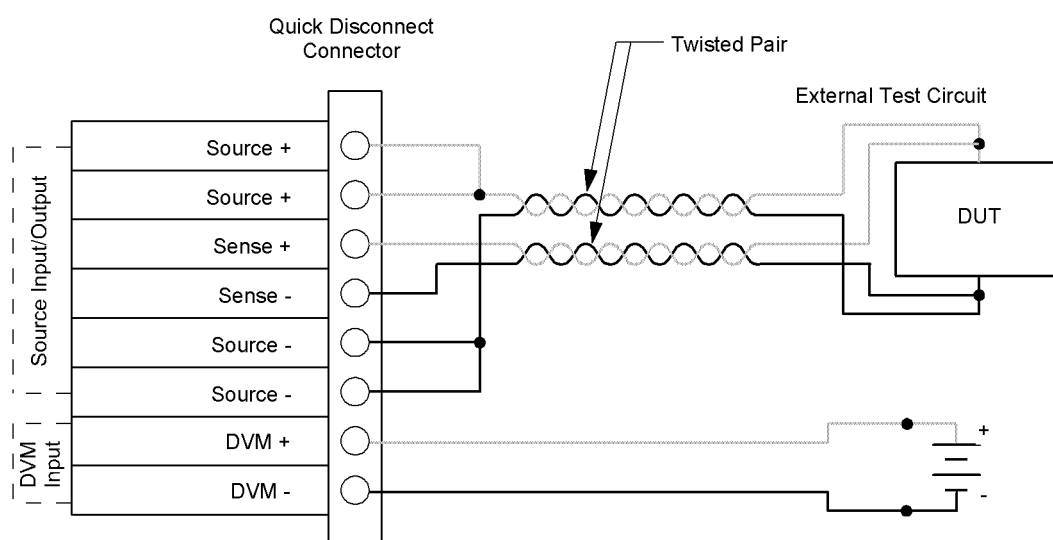 Quick Disconnect
Connector
Twisted Pair
External Test Circuit
Source Input/Output
Source +
Source +
Sense +
Sense -
Source -
Source -
DUT
DVM
Input
DVM +
DVM -
+
-